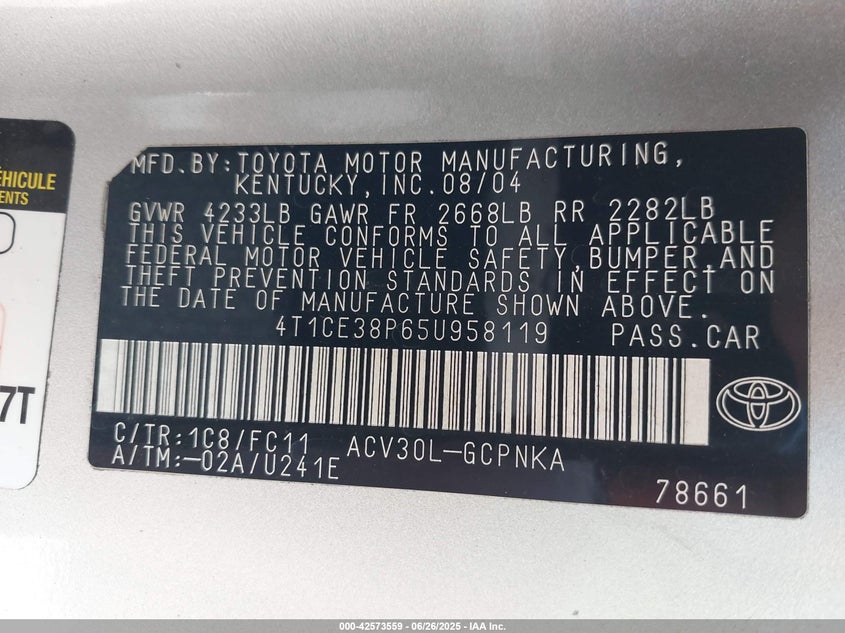 ÉHICULE
ENTS
7T
MFD.BY:TOYOTA MOTOR MANUFACTURING,
KENTUCKY,INC.08/04
GVWR 4233LB GAWR FR 2668LB RR 2282LB
THIS VEHICLE CONFORMS TO ALL APPLICABLE
FEDERAL MOTOR VEHICLE SAFETY,BUMPER,AND
THEFT PREVENTION STANDARDS IN EFFECT ON
THE DATE OF MANUFACTURE SHOWN ABOVE.
4T1CE38P65U958119 PASS.CAR
C/TR:1C8/FC11 ACV30L-GCPNKA
A/TM:-02A/U241E
78661
000-42573559 - 06/26/2025 - IAA Inc.